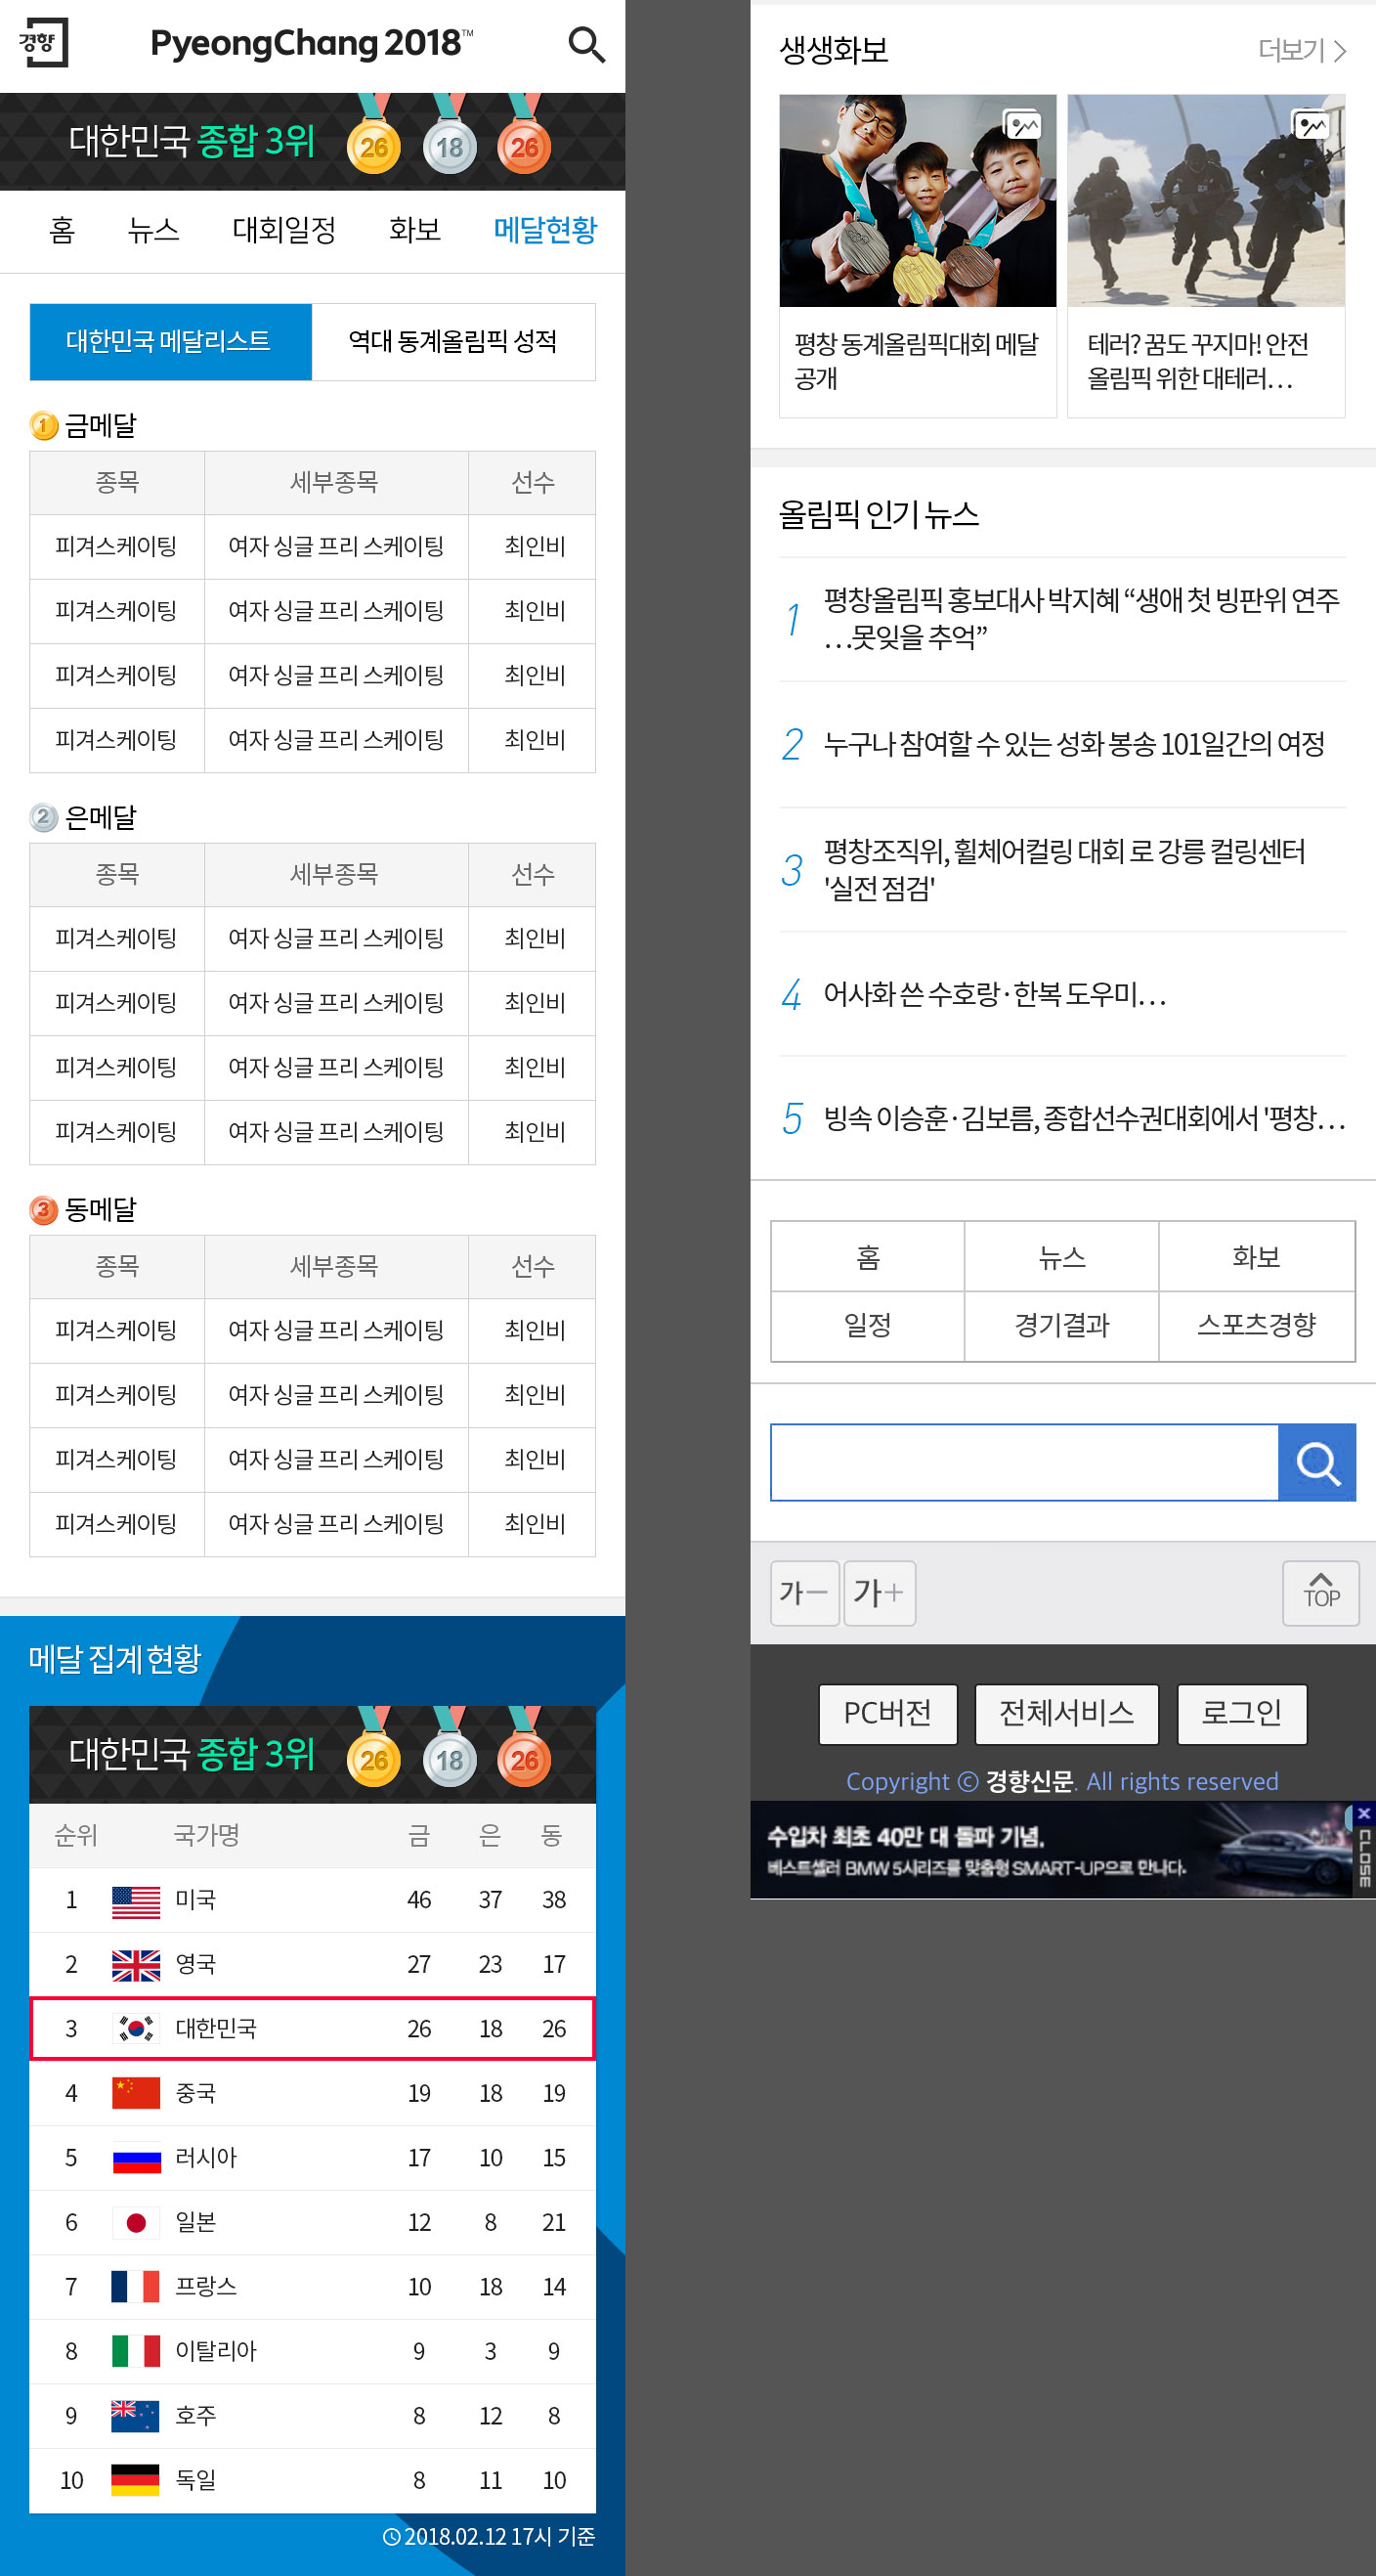 경향
PyeongChang 2018™
대한민국 종합 3위 26 18 26
홈 뉴스 대회일정 화보 메달현황
대한민국 메달리스트 역대 동계올림픽 성적
1 금메달
종목 세부종목 선수
피겨스케이팅 여자 싱글 프리 스케이팅 최인비
피겨스케이팅 여자 싱글 프리 스케이팅 최인비
피겨스케이팅 여자 싱글 프리 스케이팅 최인비
피겨스케이팅 여자 싱글 프리 스케이팅 최인비
2 은메달
종목 세부종목 선수
피겨스케이팅 여자 싱글 프리 스케이팅 최인비
피겨스케이팅 여자 싱글 프리 스케이팅 최인비
피겨스케이팅 여자 싱글 프리 스케이팅 최인비
피겨스케이팅 여자 싱글 프리 스케이팅 최인비
3 동메달
종목 세부종목 선수
피겨스케이팅 여자 싱글 프리 스케이팅 최인비
피겨스케이팅 여자 싱글 프리 스케이팅 최인비
피겨스케이팅 여자 싱글 프리 스케이팅 최인비
피겨스케이팅 여자 싱글 프리 스케이팅 최인비
메달 집계 현황
대한민국 종합 3위 26 18 26
순위 국가명 금 은 동
1 미국 46 37 38
2 영국 27 23 17
3 대한민국 26 18 26
4 중국 19 18 19
5 러시아 17 10 15
6 일본 12 8 21
7 프랑스 10 18 14
8 이탈리아 9 3 9
9 호주 8 12 8
10 독일 8 11 10
2018.02.12 17시 기준
생생화보 더보기
평창 동계올림픽대회 메달
공개
테러? 꿈도 꾸지마! 안전
올림픽 위한 대테러…
올림픽 인기 뉴스
1 평창올림픽 홍보대사 박지혜 “생애 첫 빙판위 연주
…못잊을 추억”
2 누구나 참여할 수 있는 성화 봉송 101일간의 여정
3 평창조직위, 휠체어컬링 대회 로 강릉 컬링센터
'실전 점검'
4 어사화 쓴 수호랑·한복 도우미…
5 빙속 이승훈·김보름, 종합선수권대회에서 '평창…
홈 뉴스 화보
일정 경기결과 스포츠경향
가- 가+ TOP
PC버전 전체서비스 로그인
Copyright ⓒ 경향신문. All rights reserved
수입차 최초 40만 대 돌파 기념.
베스트셀러 BMW 5시리즈를 맞춤형 SMART-UP으로 만나다.
X CLOSE